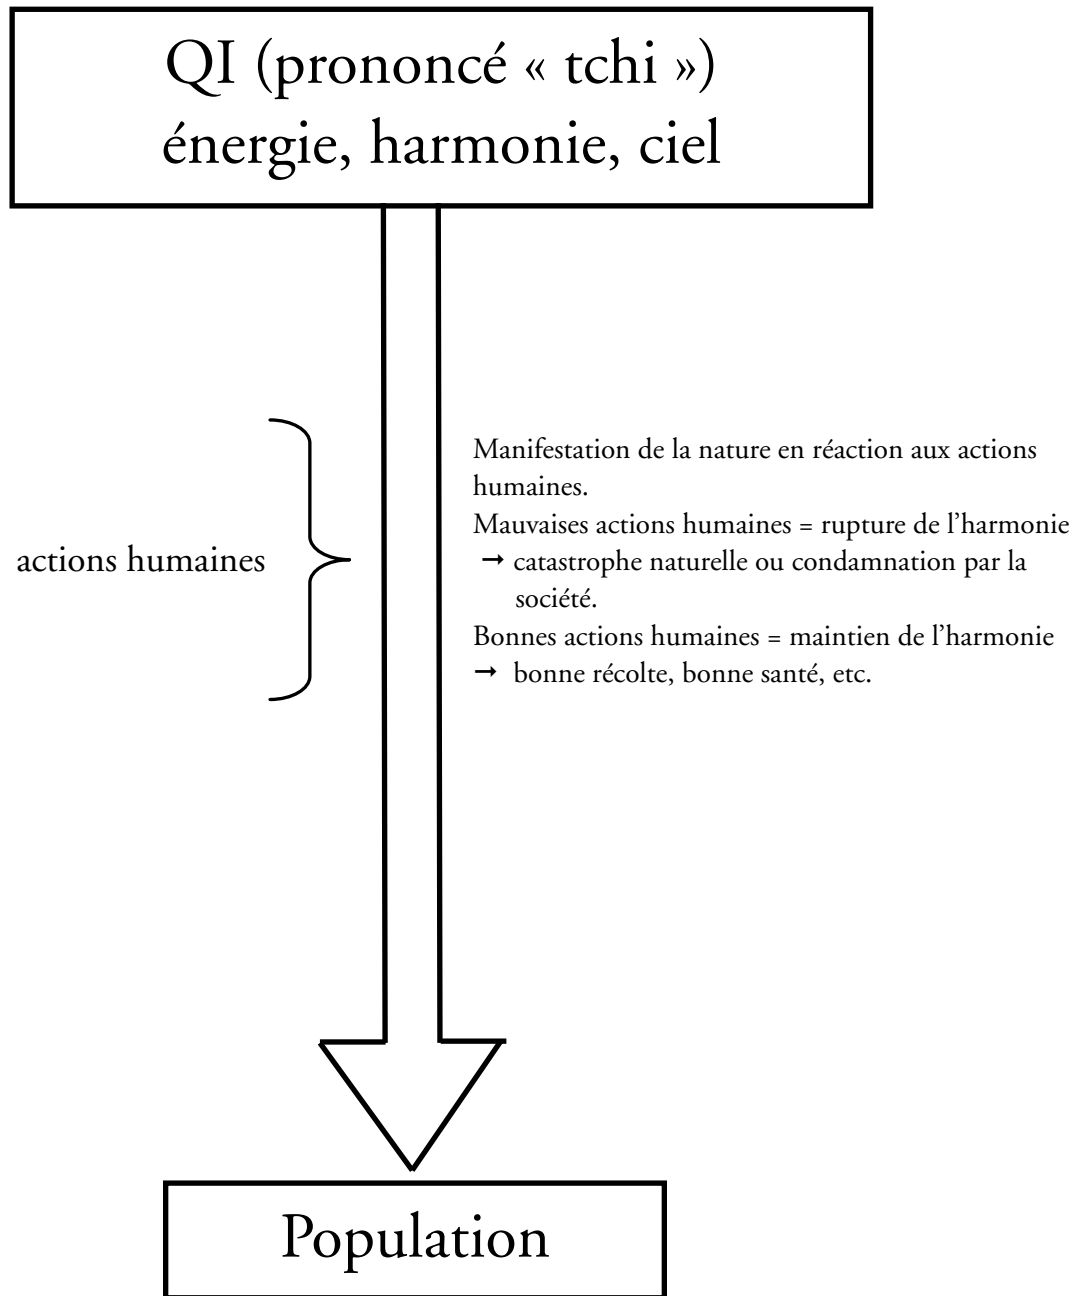 QI (prononcé « tchi »)
énergie, harmonie, ciel
actions humaines
Manifestation de la nature en réaction aux actions
humaines.
Mauvaises actions humaines = rupture de l’harmonie
→ catastrophe naturelle ou condamnation par la
société.
Bonnes actions humaines = maintien de l’harmonie
→ bonne récolte, bonne santé, etc.
Population